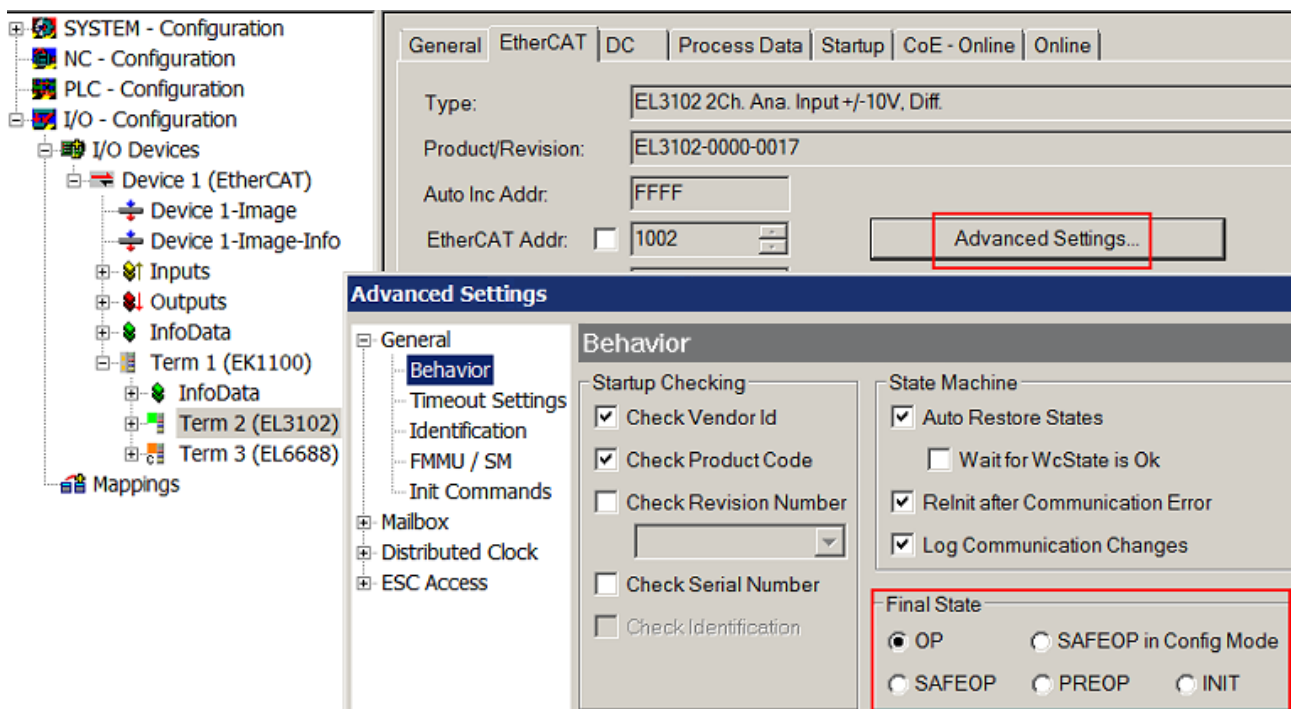 SYSTEM - Configuration
NC - Configuration
PLC - Configuration
I/O - Configuration
I/O Devices
Device 1 (EtherCAT)
Device 1-Image
Device 1-Image-Info
Inputs
Outputs
InfoData
Term 1 (EK1100)
InfoData
Term 2 (EL3102)
Term 3 (EL6688)
Mappings
General EtherCAT DC Process Data Startup CoE - Online Online
Type: EL3102 2Ch. Ana. Input +/-10V, Diff.
Product/Revision: EL3102-0000-0017
Auto Inc Addr: FFFF
EtherCAT Addr: 1002 Advanced Settings...
Advanced Settings
General
Behavior
Timeout Settings
Identification
FMMU / SM
Init Commands
Mailbox
Distributed Clock
ESC Access
Behavior
Startup Checking
Check Vendor Id
Check Product Code
Check Revision Number
Check Serial Number
Check Identification
State Machine
Auto Restore States
Wait for WcState is Ok
ReInit after Communication Error
Log Communication Changes
Final State
OP SAFEOP in Config Mode
SAFEOP PREOP INIT